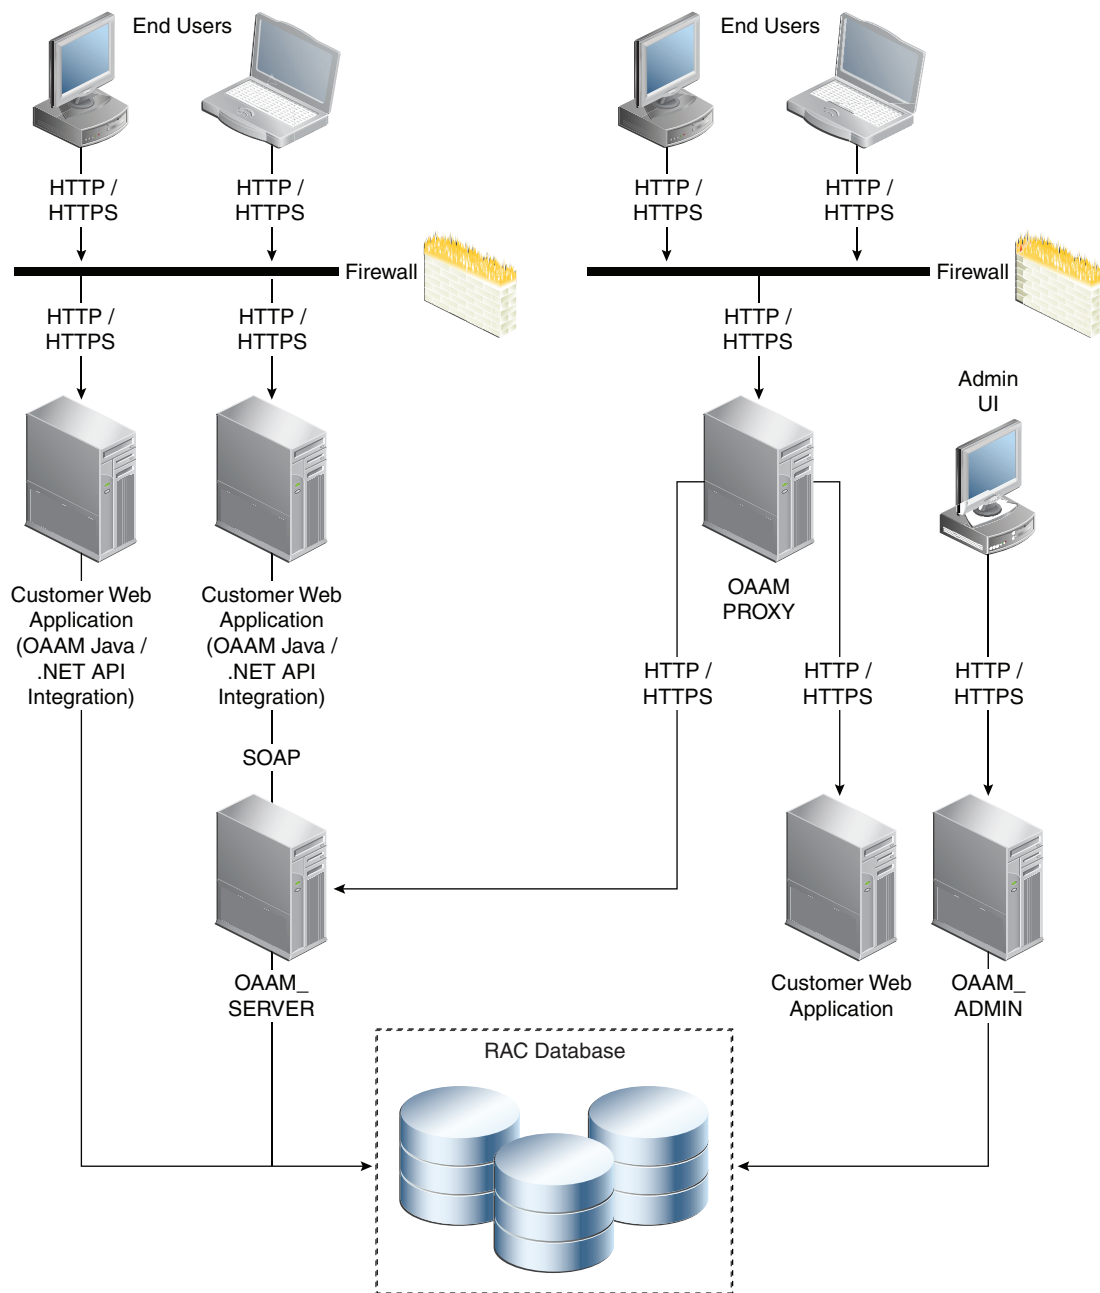 End Users
End Users
HTTP /
HTTPS
HTTP /
HTTPS
HTTP /
HTTPS
HTTP /
HTTPS
Firewall
Firewall
HTTP /
HTTPS
HTTP /
HTTPS
HTTP /
HTTPS
Admin
UI
Customer Web
Application
(OAAM Java /
.NET API
Integration)
Customer Web
Application
(OAAM Java /
.NET API
Integration)
OAAM
PROXY
HTTP /
HTTPS
HTTP /
HTTPS
HTTP /
HTTPS
SOAP
OAAM_
SERVER
Customer Web
Application
OAAM_
ADMIN
RAC Database